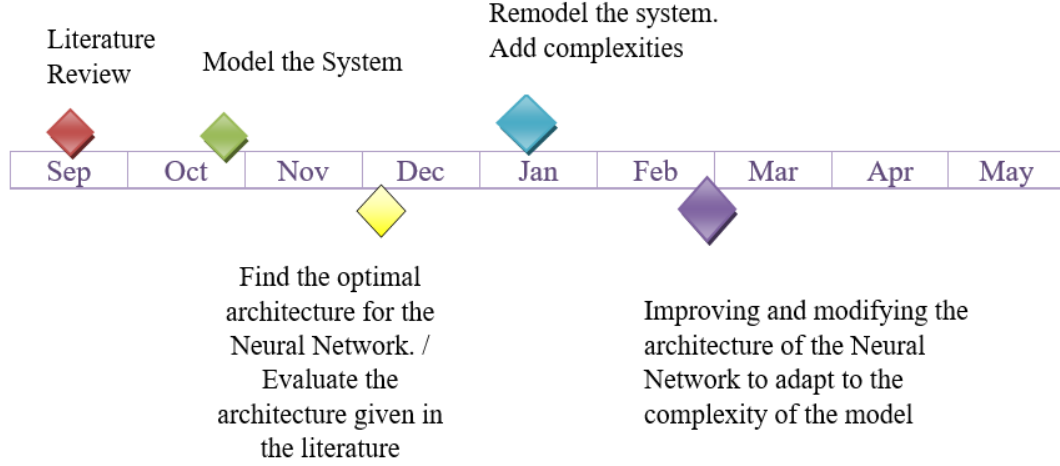 Literature
Review
Model the System
Remodel the system.
Add complexities
Sep Oct Nov Dec Jan Feb Mar Apr May
Find the optimal
architecture for the
Neural Network. /
Evaluate the
architecture given in
the literature
Improving and modifying the
architecture of the Neural
Network to adapt to the
complexity of the model